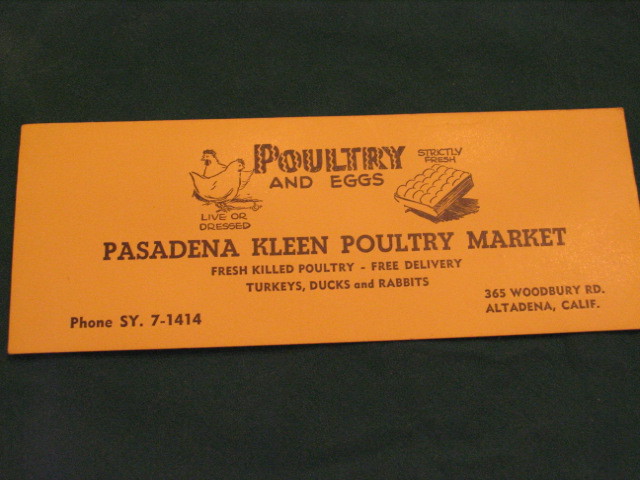 POULTRY
AND EGGS
STRICTLY
FRESH
LIVE OR
DRESSED
PASADENA KLEEN POULTRY MARKET
FRESH KILLED POULTRY - FREE DELIVERY
TURKEYS, DUCKS and RABBITS
Phone SY. 7-1414
365 WOODBURY RD.
ALTADENA, CALIF.